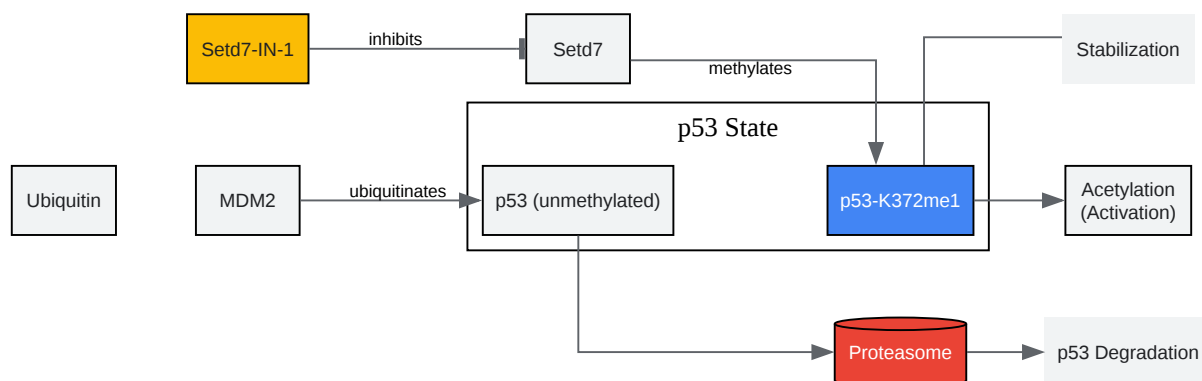 Setd7-IN-1
inhibits
Setd7
methylates
Stabilization
p53 State
Ubiquitin
MDM2
ubiquitinates
p53 (unmethylated)
p53-K372me1
Acetylation
(Activation)
Proteasome
p53 Degradation